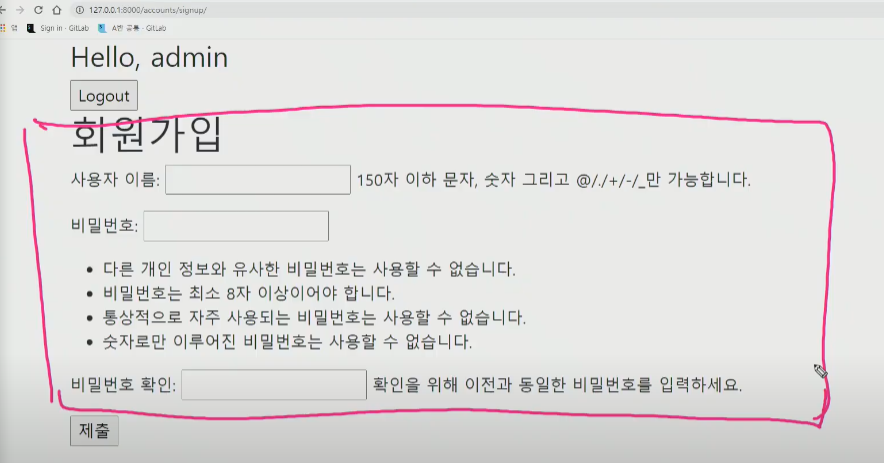 127.0.0.1:8000/accounts/signup/
앱 Sign in · GitLab A반 공통 · GitLab
Hello, admin
Logout
회원가입
사용자 이름: 150자 이하 문자, 숫자 그리고 @/./+/-/_만 가능합니다.
비밀번호:
다른 개인 정보와 유사한 비밀번호는 사용할 수 없습니다.
비밀번호는 최소 8자 이상이어야 합니다.
통상적으로 자주 사용되는 비밀번호는 사용할 수 없습니다.
숫자로만 이루어진 비밀번호는 사용할 수 없습니다.
비밀번호 확인: 확인을 위해 이전과 동일한 비밀번호를 입력하세요.
제출